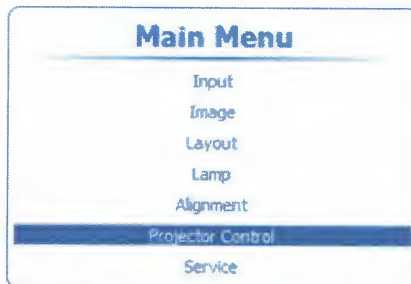 Main Menu
Input
Image
Layout
Lamp
Alignment
Projector Control
Service